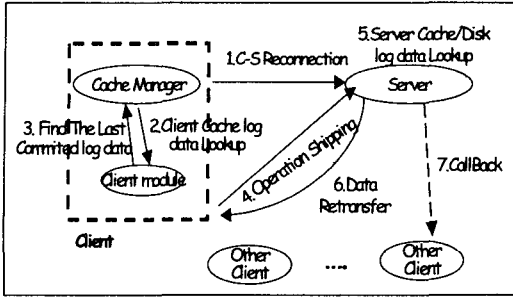 5.Server Cache/Disk
log data Lookup
1.C-S Reconnection
Cache Manager
Server
3. Find The Last
Commited log data
2.Client Cache log
data Lookup
Client module
4.Operation Shipping
6.Data
Retransfer
7.CallBack
Client
Other
Client
....
Other
Client